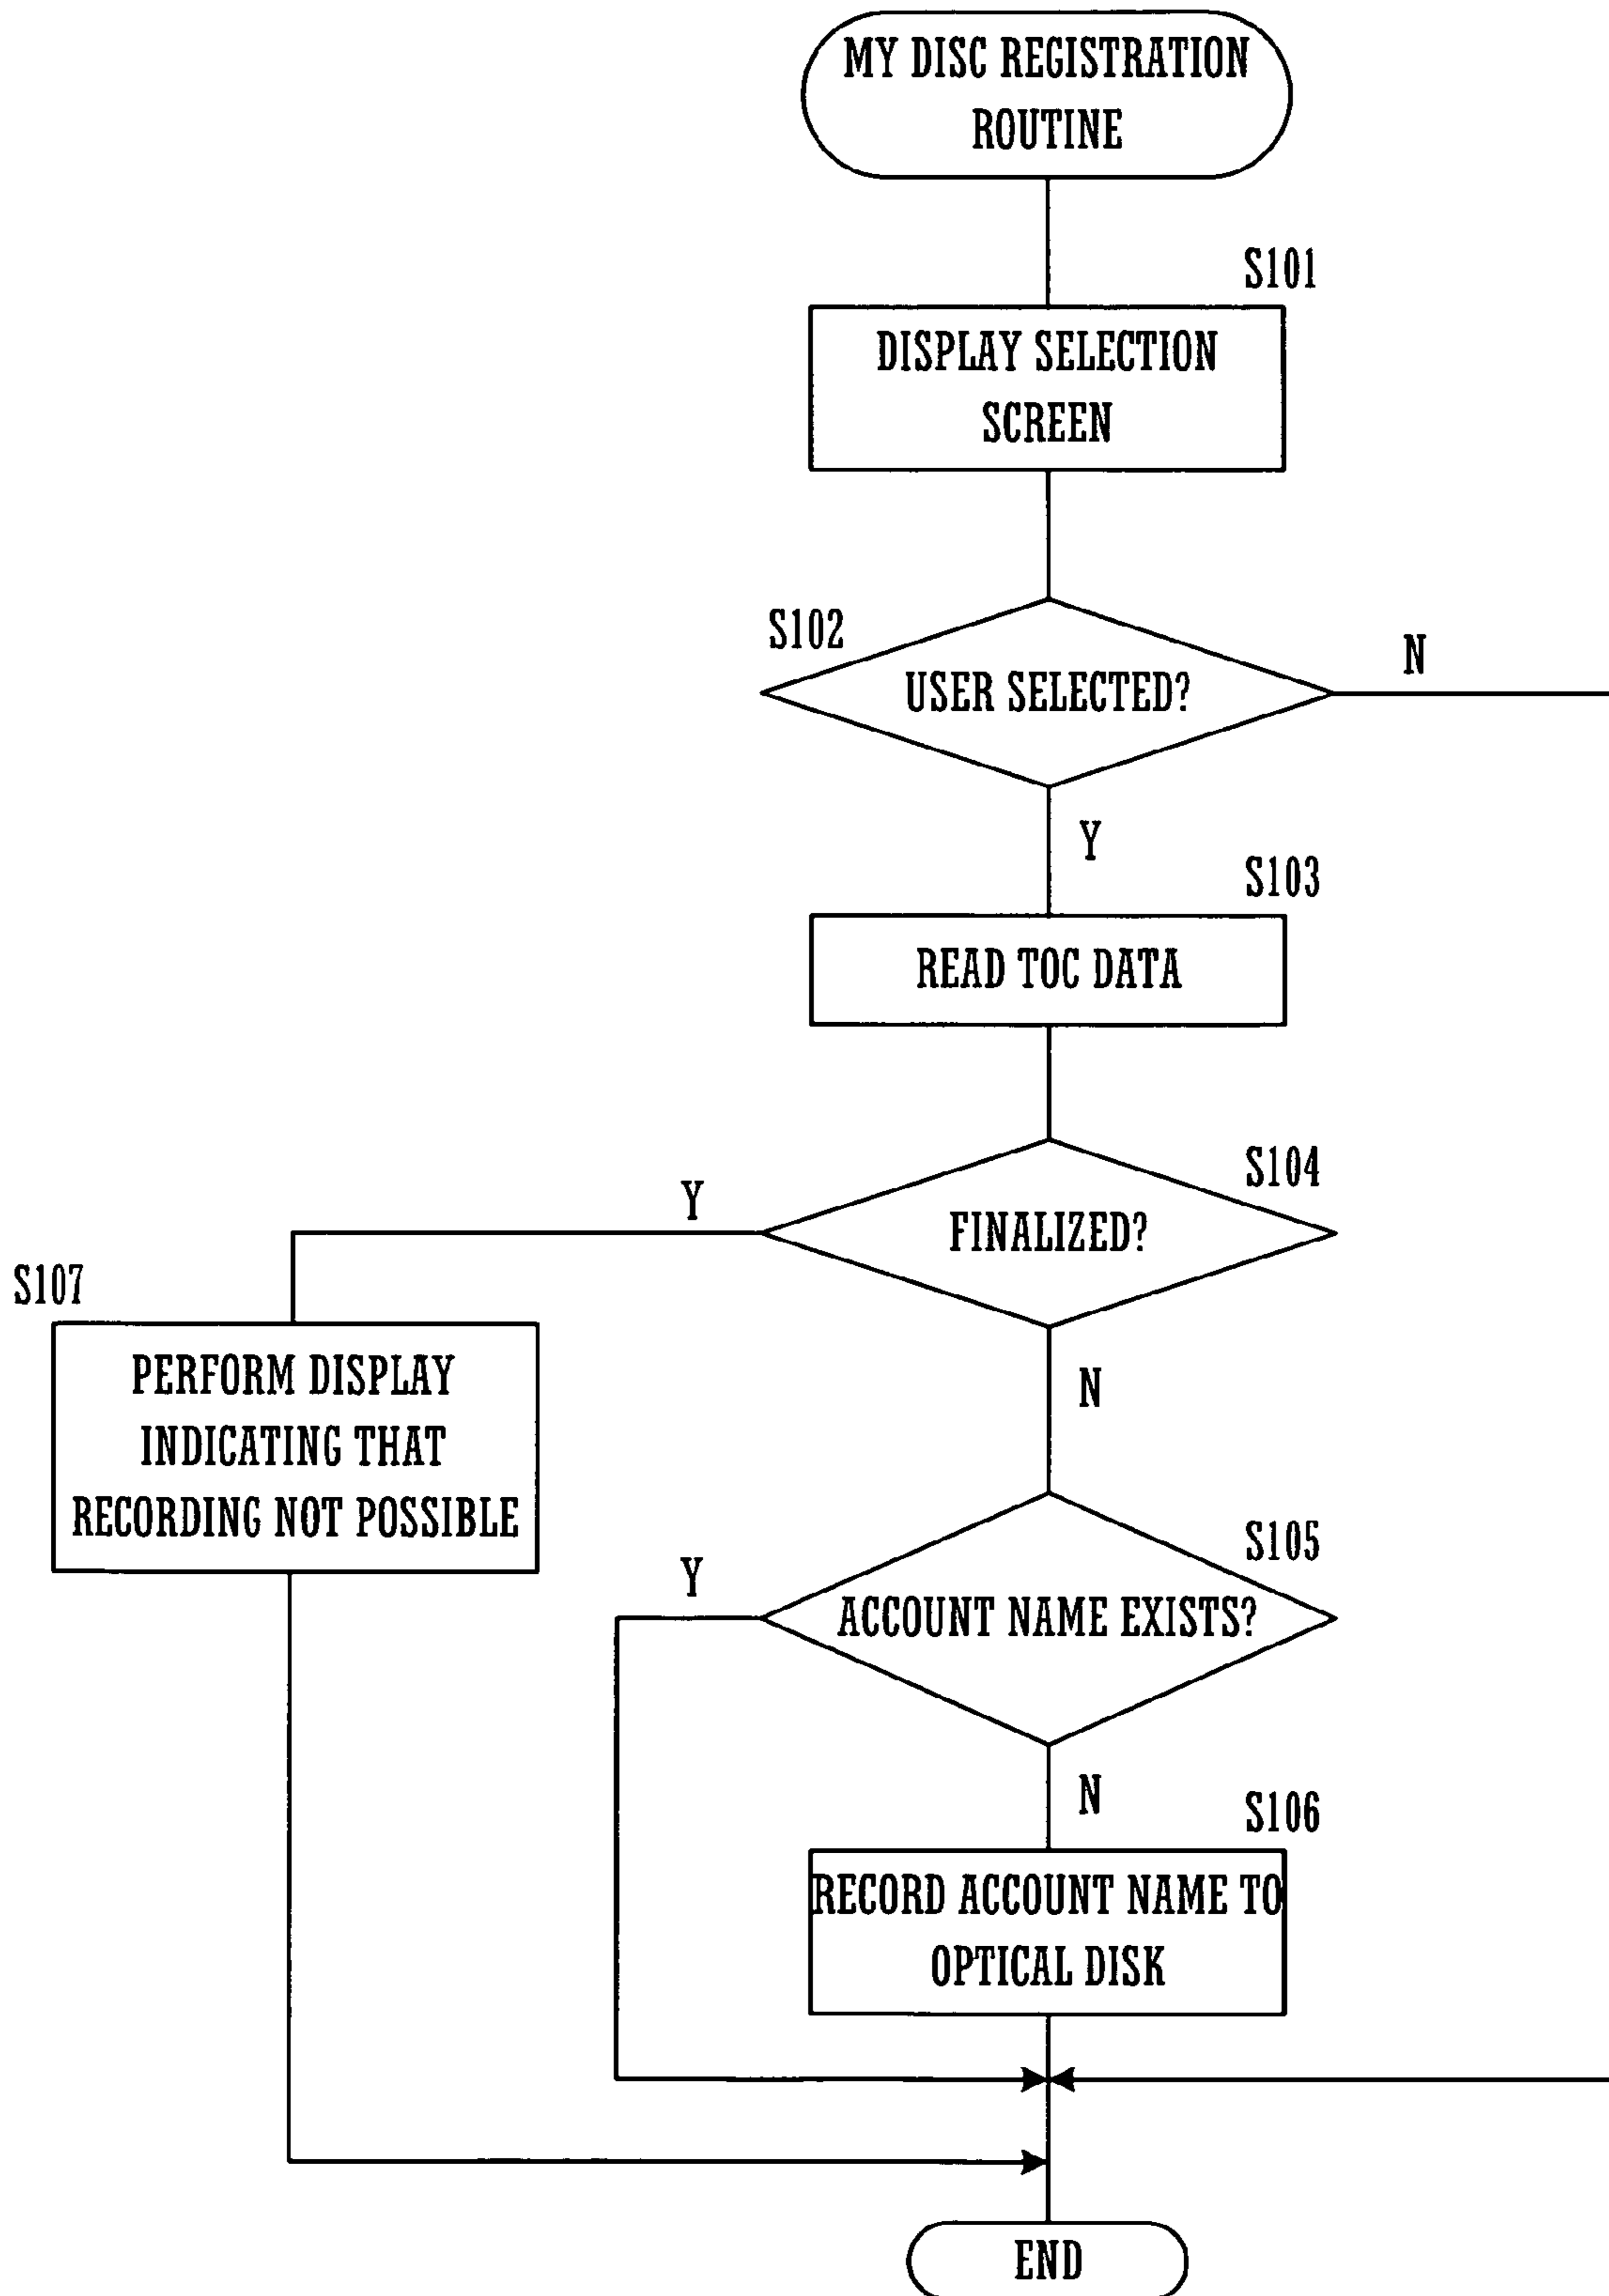 MY DISC REGISTRATION
ROUTINE
S101
DISPLAY SELECTION
SCREEN
S102
USER SELECTED?
N
Y
S103
READ TOC DATA
S104
Y
FINALIZED?
S107
PERFORM DISPLAY
INDICATING THAT
RECORDING NOT POSSIBLE
N
S105
Y
ACCOUNT NAME EXISTS?
N
S106
RECORD ACCOUNT NAME TO
OPTICAL DISK
END